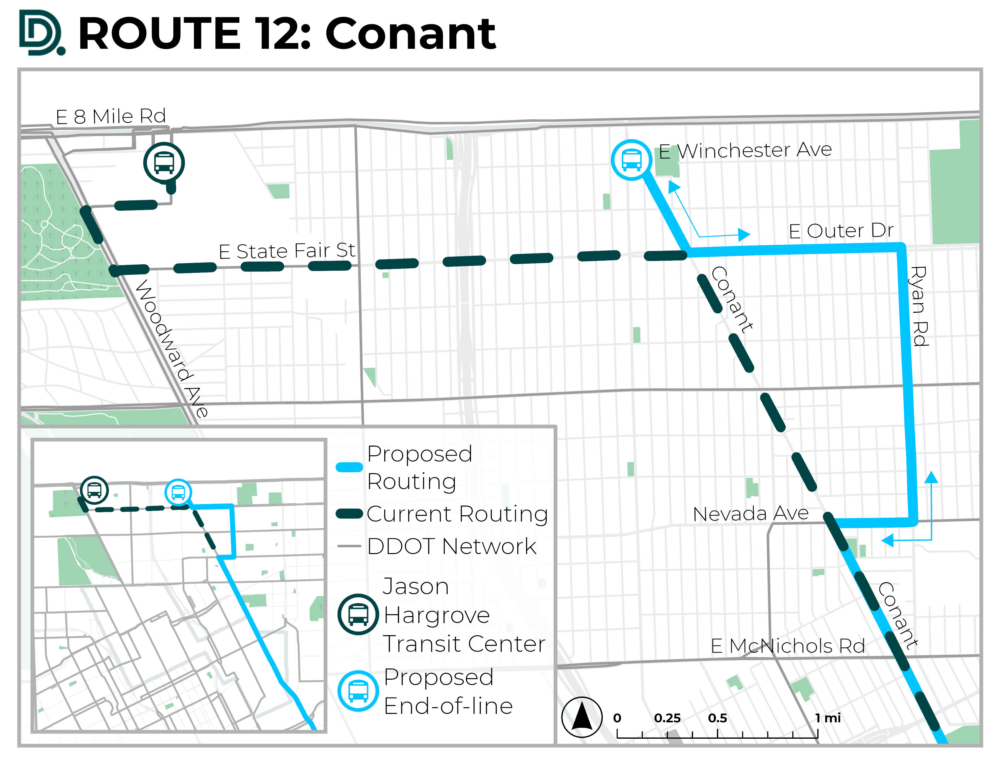 ROUTE 12: Conant
E 8 Mile Rd
E Winchester Ave
E Outer Dr
E State Fair St
Conant
Ryan Rd
Woodward Ave
Nevada Ave
Conant
E McNichols Rd
Proposed
Routing
Current Routing
DDOT Network
Jason
Hargrove
Transit Center
Proposed
End-of-line
0 0.25 0.5 1 mi